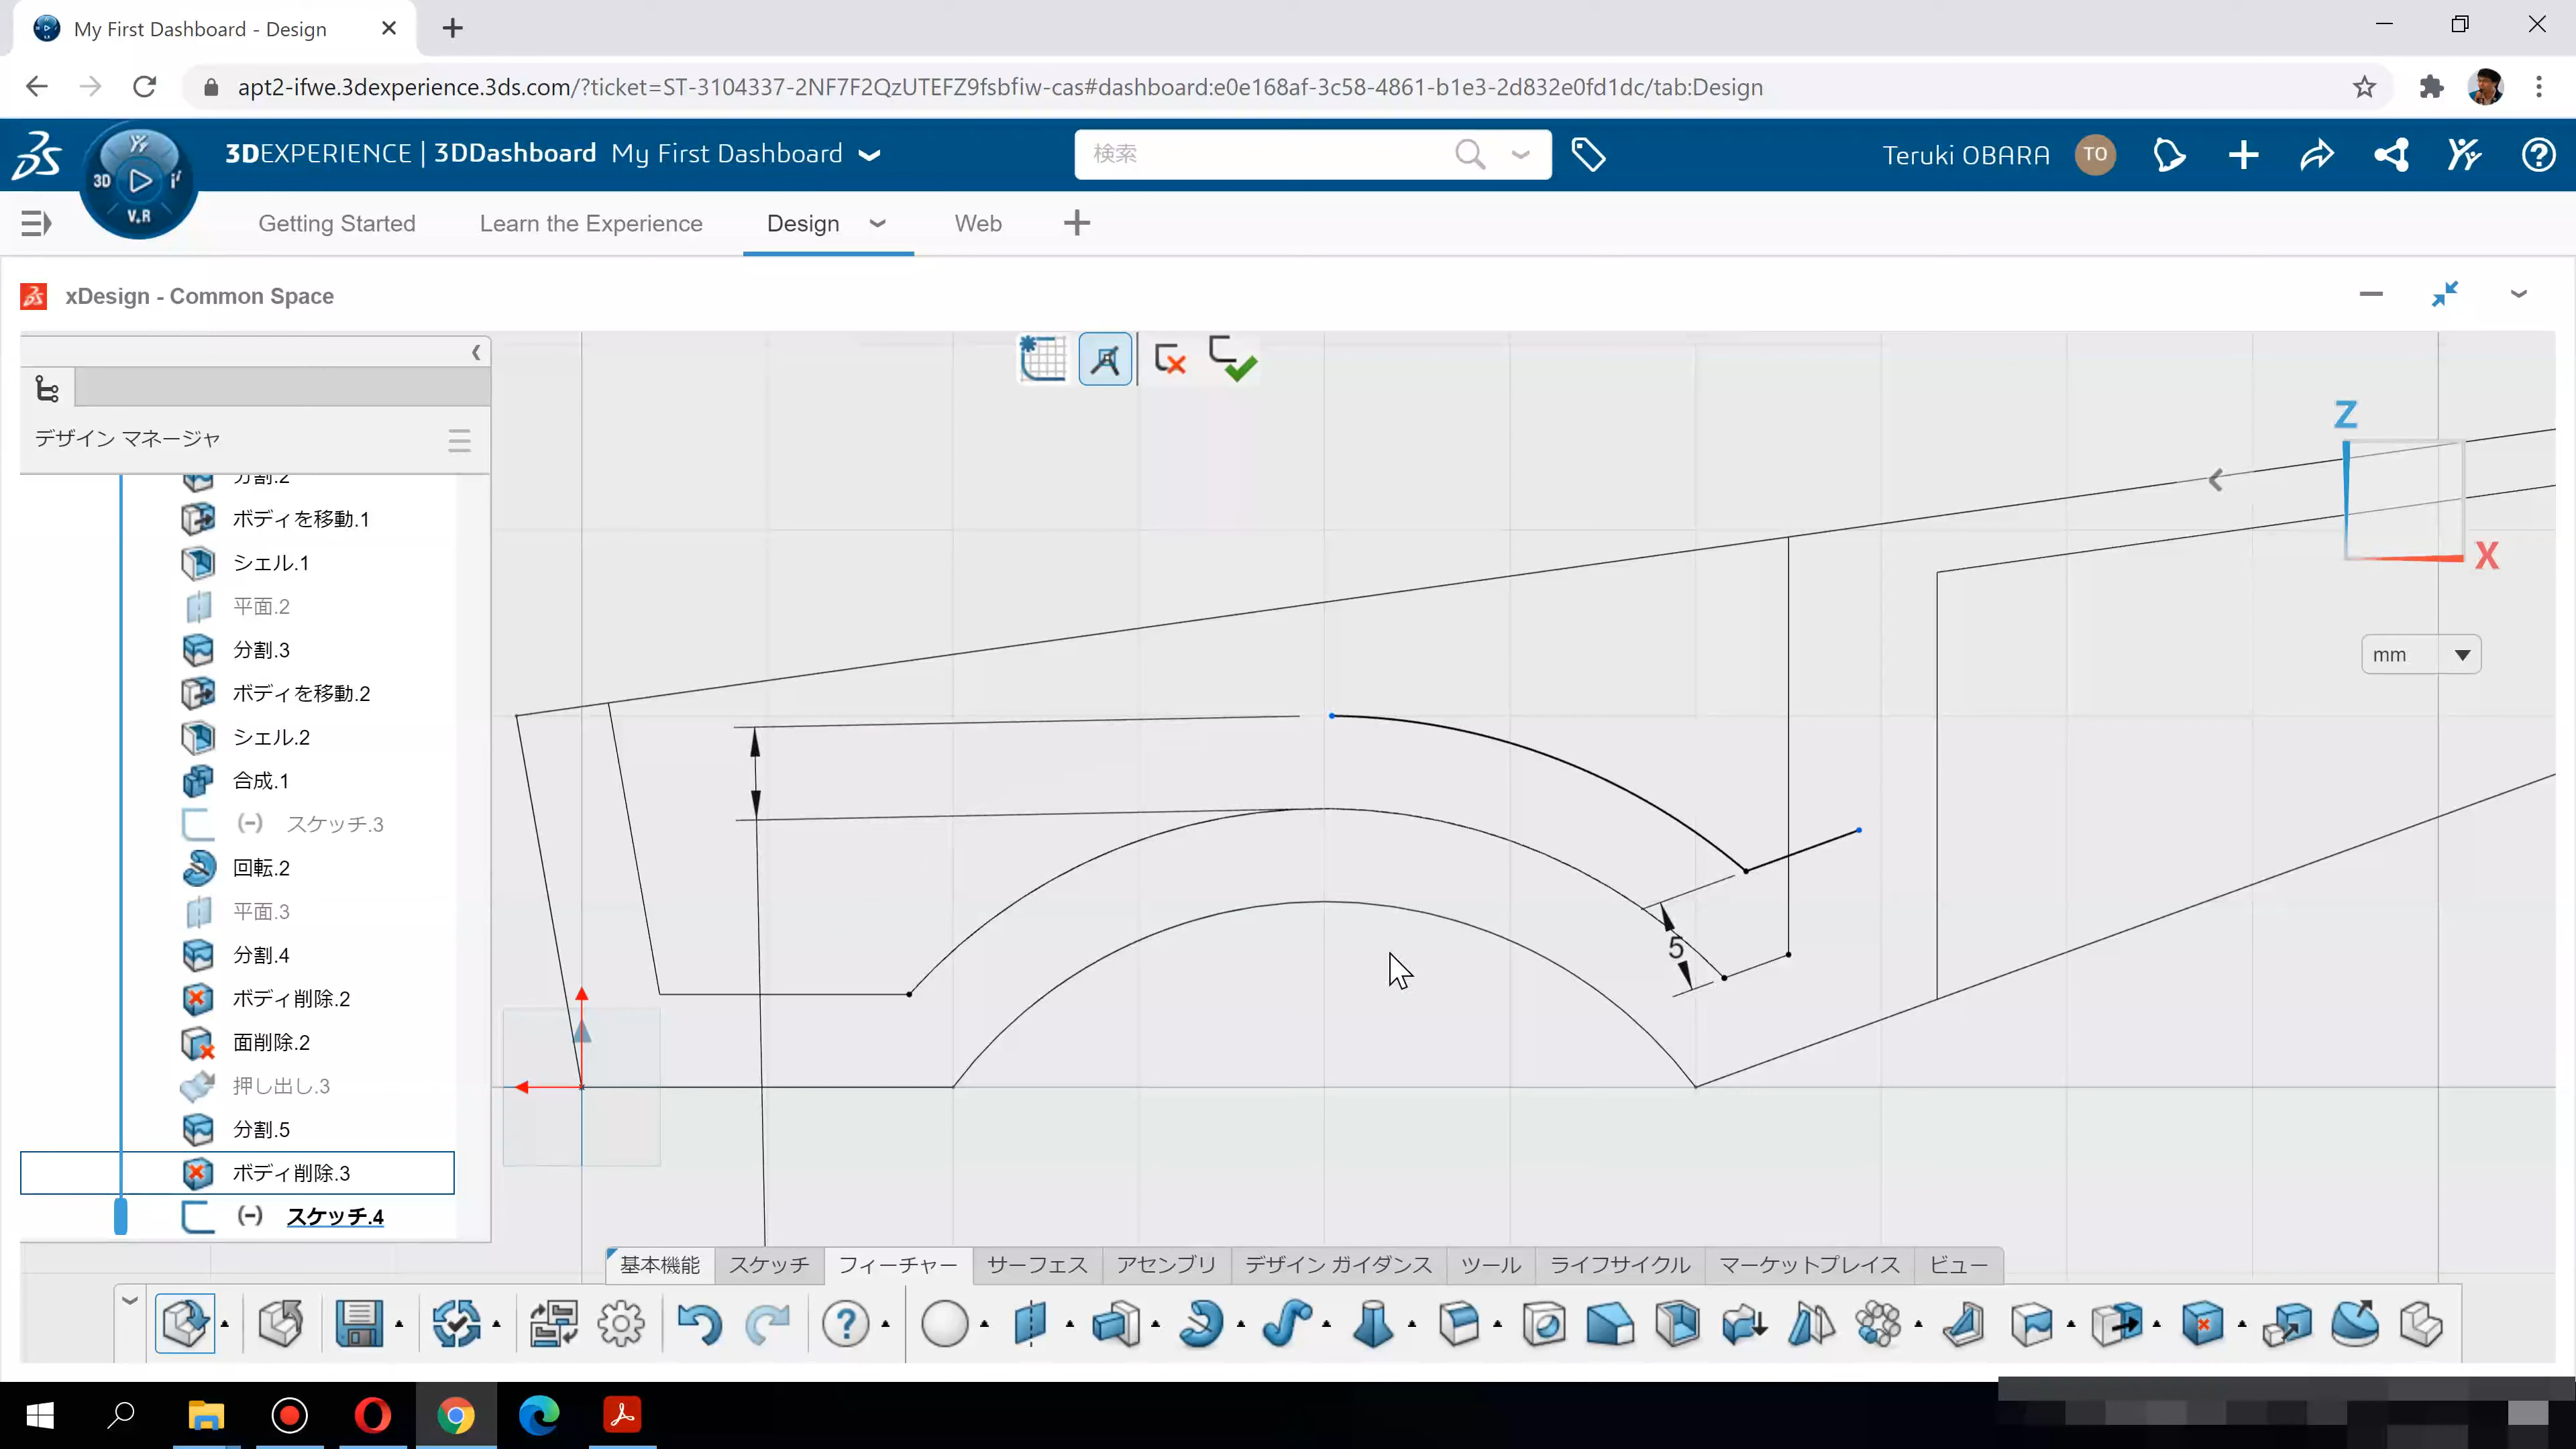 My First Dashboard - Design
apt2-ifwe.3dexperience.3ds.com/?ticket=ST-3104337-2NF7F2QzUTEFZ9fsbfiw-cas#dashboard:e0e168af-3c58-4861-b1e3-2d832e0fd1dc/tab:Design
3DEXPERIENCE | 3DDashboard My First Dashboard
検索
Teruki OBARA
TO
3D
V.R
Getting Started
Learn the Experience
Design
Web
xDesign - Common Space
デザイン マネージャ
分割.2
ボディを移動.1
シェル.1
平面.2
分割.3
ボディを移動.2
シェル.2
合成.1
(-) スケッチ.3
回転.2
平面.3
分割.4
ボディ削除.2
面削除.2
押し出し.3
分割.5
ボディ削除.3
(-) スケッチ.4
Z
X
mm
5
基本機能
スケッチ
フィーチャー
サーフェス
アセンブリ
デザイン ガイダンス
ツール
ライフサイクル
マーケットプレイス
ビュー